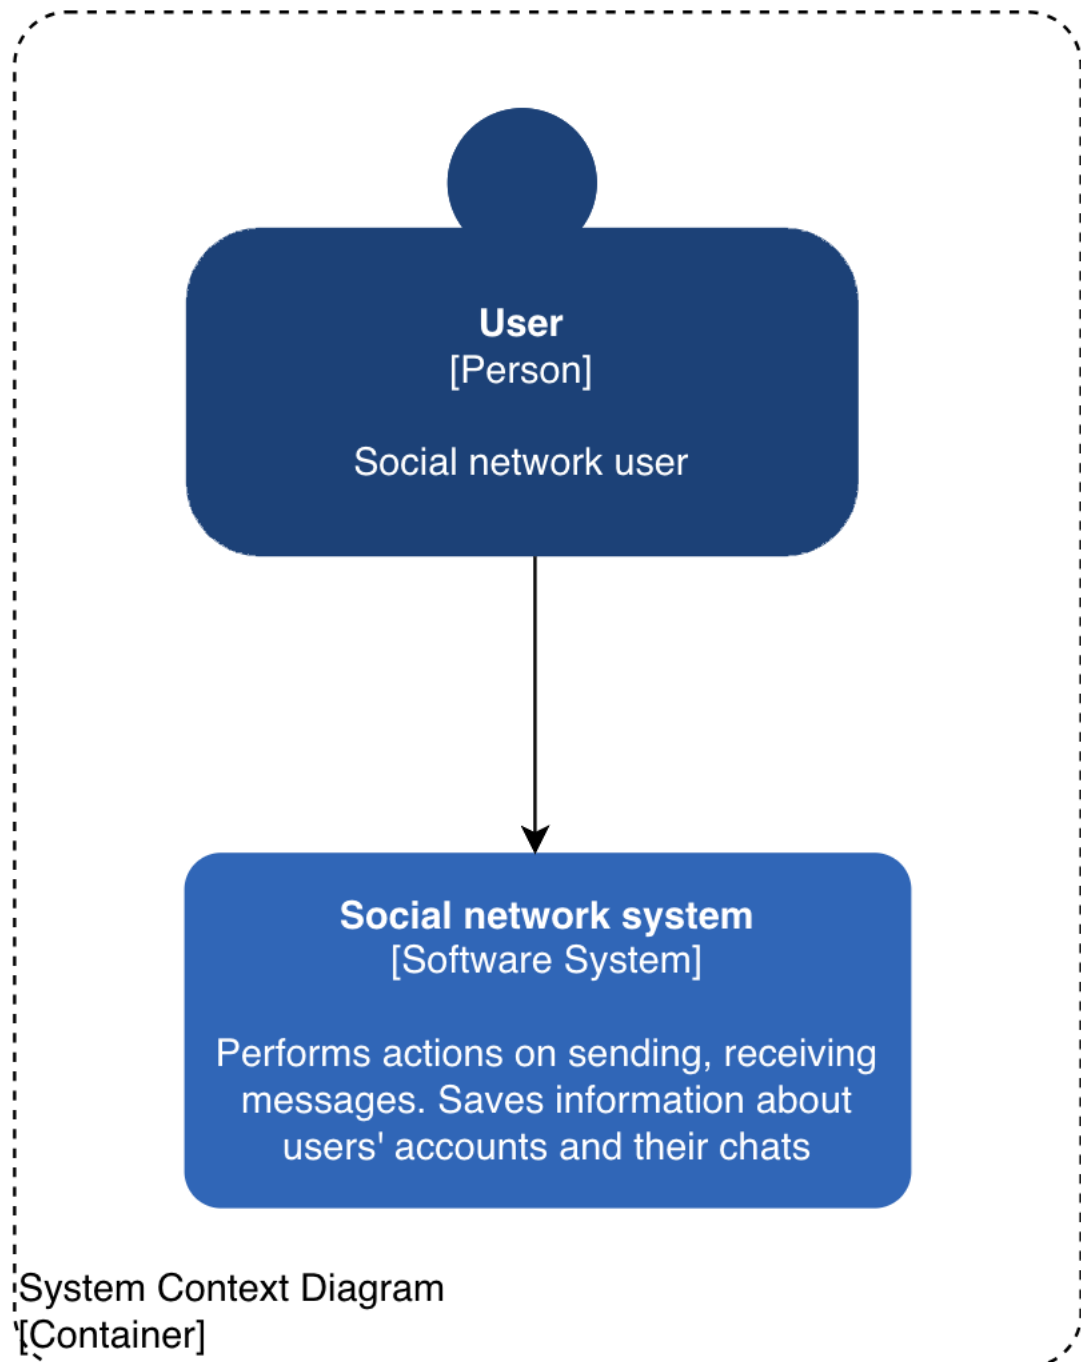 User
[Person]
Social network user
Social network system
[Software System]
Performs actions on sending, receiving
messages. Saves information about
users' accounts and their chats
System Context Diagram
[Container]